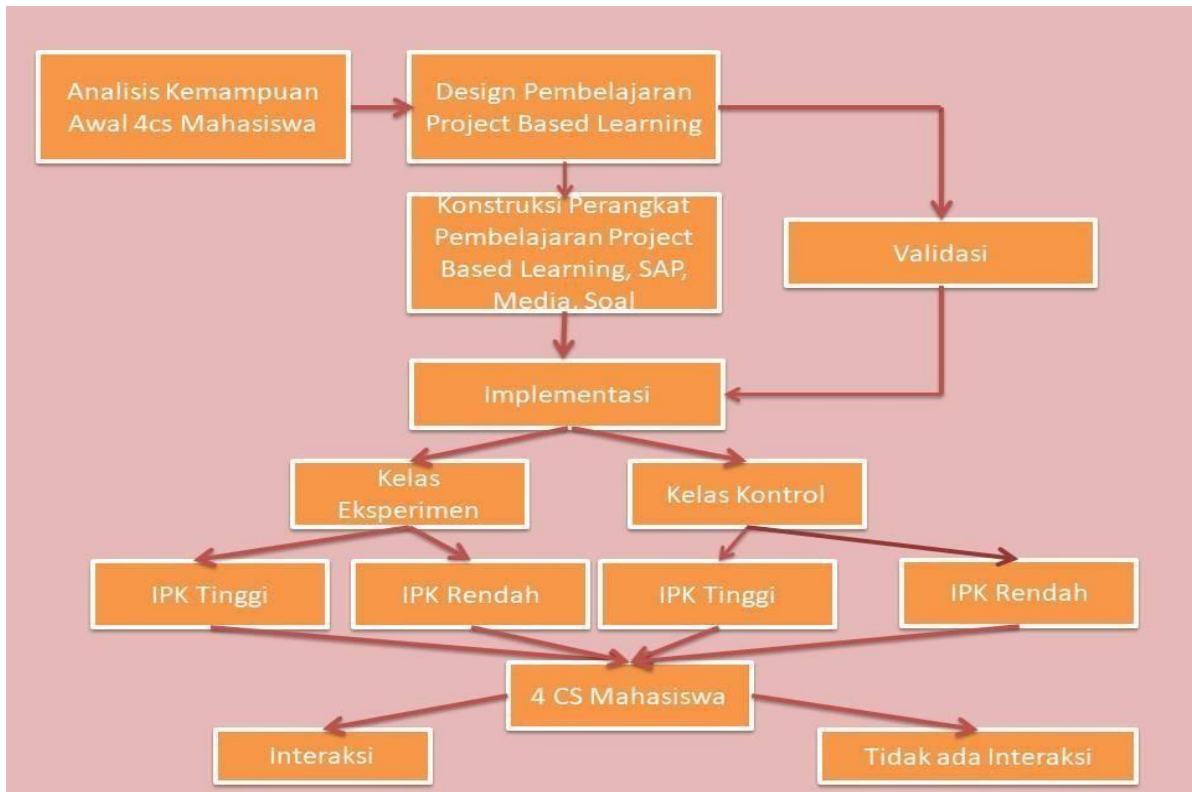 Analisis Kemampuan
Awal 4cs Mahasiswa
Design Pembelajaran
Project Based Learning
Konstruksi Perangkat
Pembelajaran Project
Based Learning, SAP,
Media, Soal
Validasi
Implementasi
Kelas
Eksperimen
Kelas Kontrol
IPK Tinggi
IPK Rendah
IPK Tinggi
IPK Rendah
4 CS Mahasiswa
Interaksi
Tidak ada Interaksi